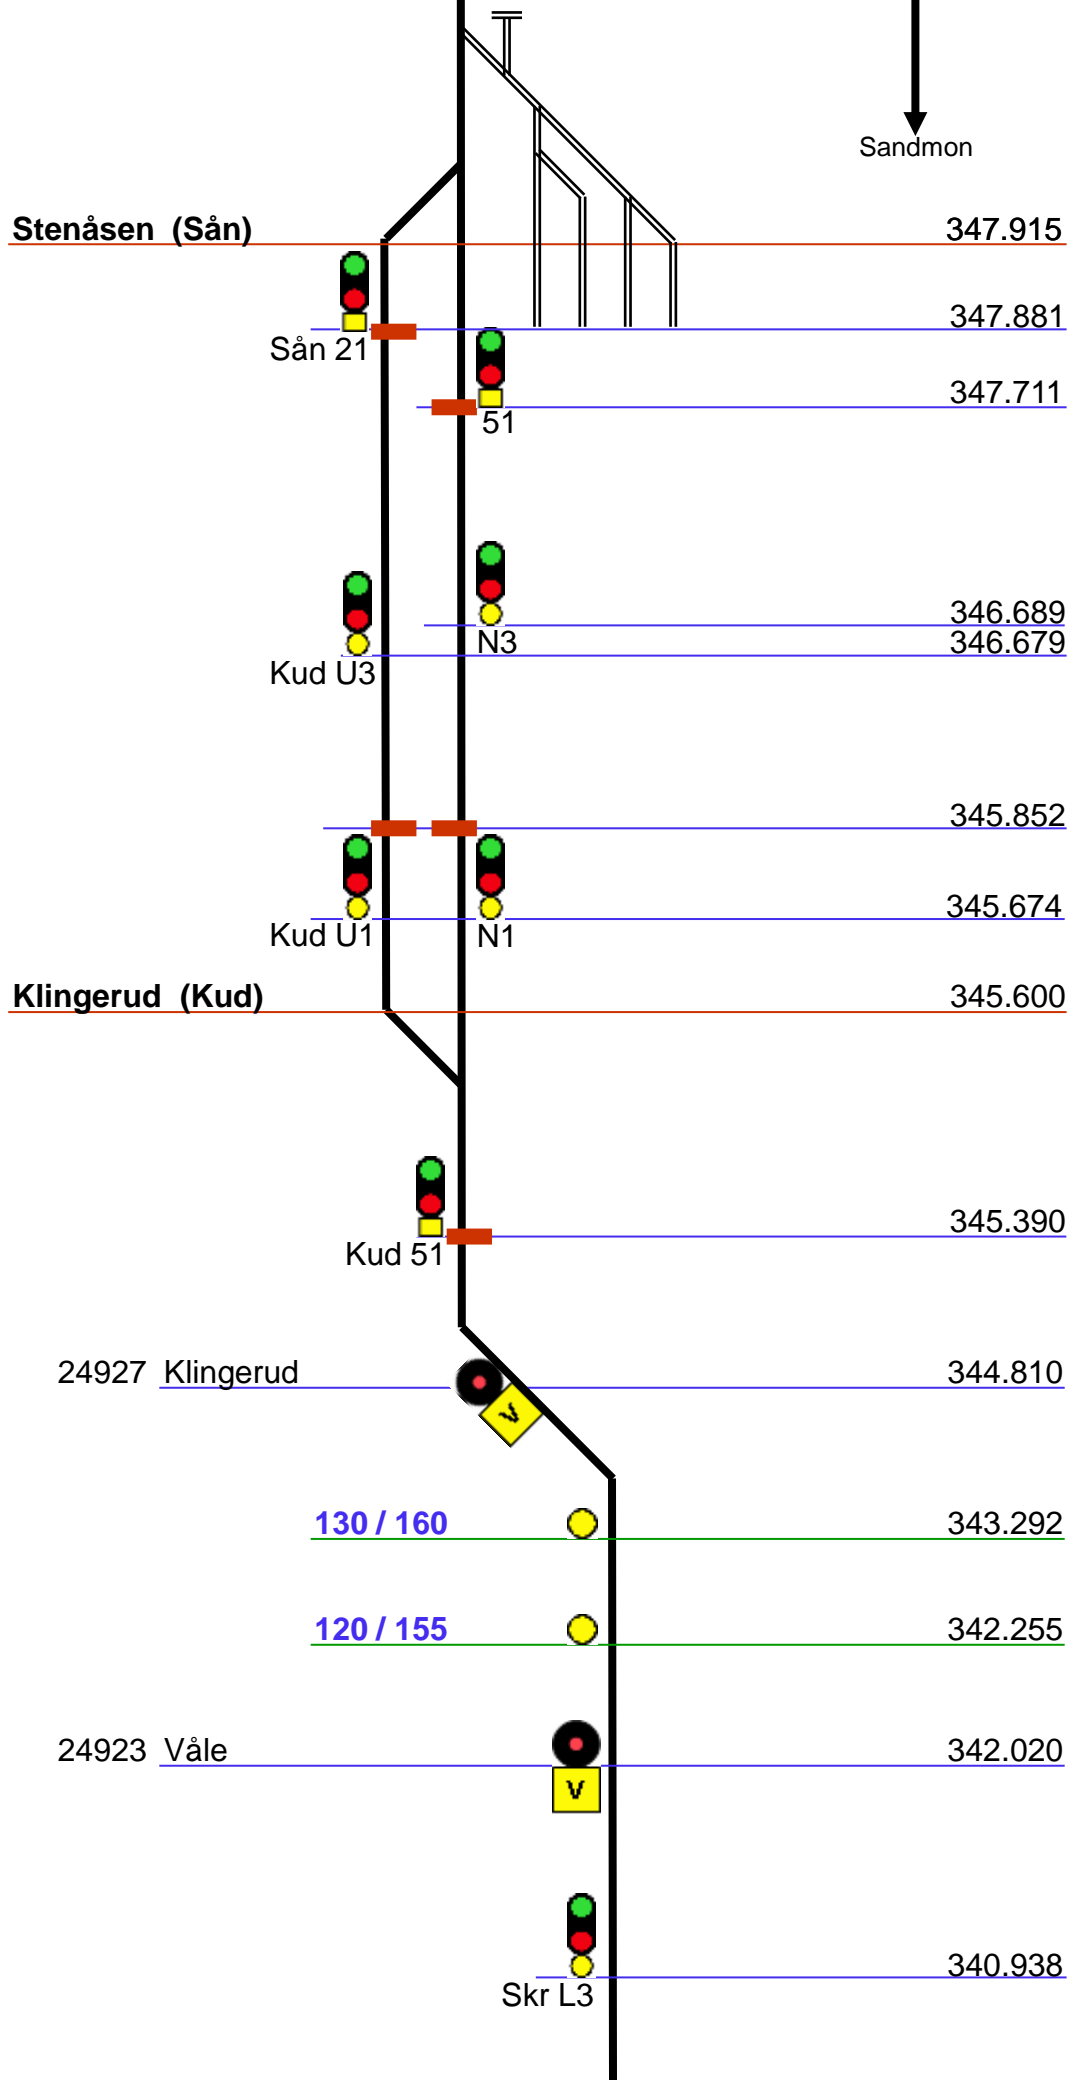 Sandmon
Stenåsen (Sån) 347.915
347.881
Sån 21
347.711
51
346.689
N3 346.679
Kud U3
345.852
345.674
Kud U1 N1
Klingerud (Kud) 345.600
345.390
Kud 51
24927 Klingerud 344.810
V
130 / 160 343.292
120 / 155 342.255
24923 Våle 342.020
V
340.938
Skr L3